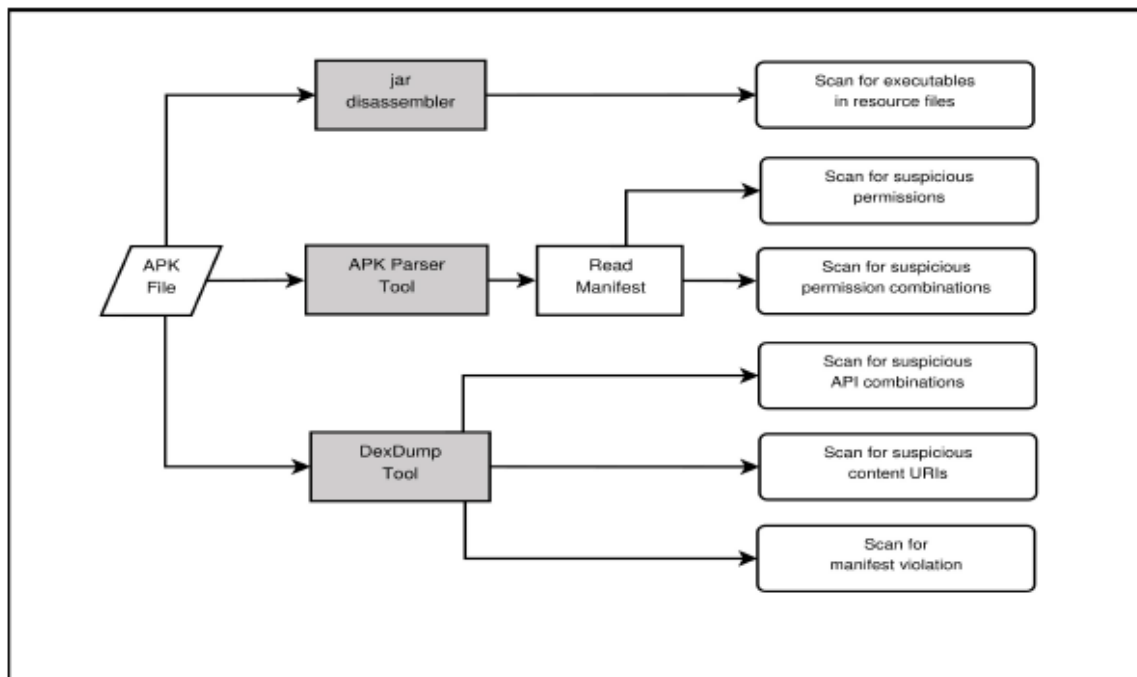 jar
disassembler
Scan for executables
in resource files
Scan for suspicious
permissions
APK
File
APK Parser
Tool
Read
Manifest
Scan for suspicious
permission combinations
Scan for suspicious
API combinations
DexDump
Tool
Scan for suspicious
content URIs
Scan for
manifest violation